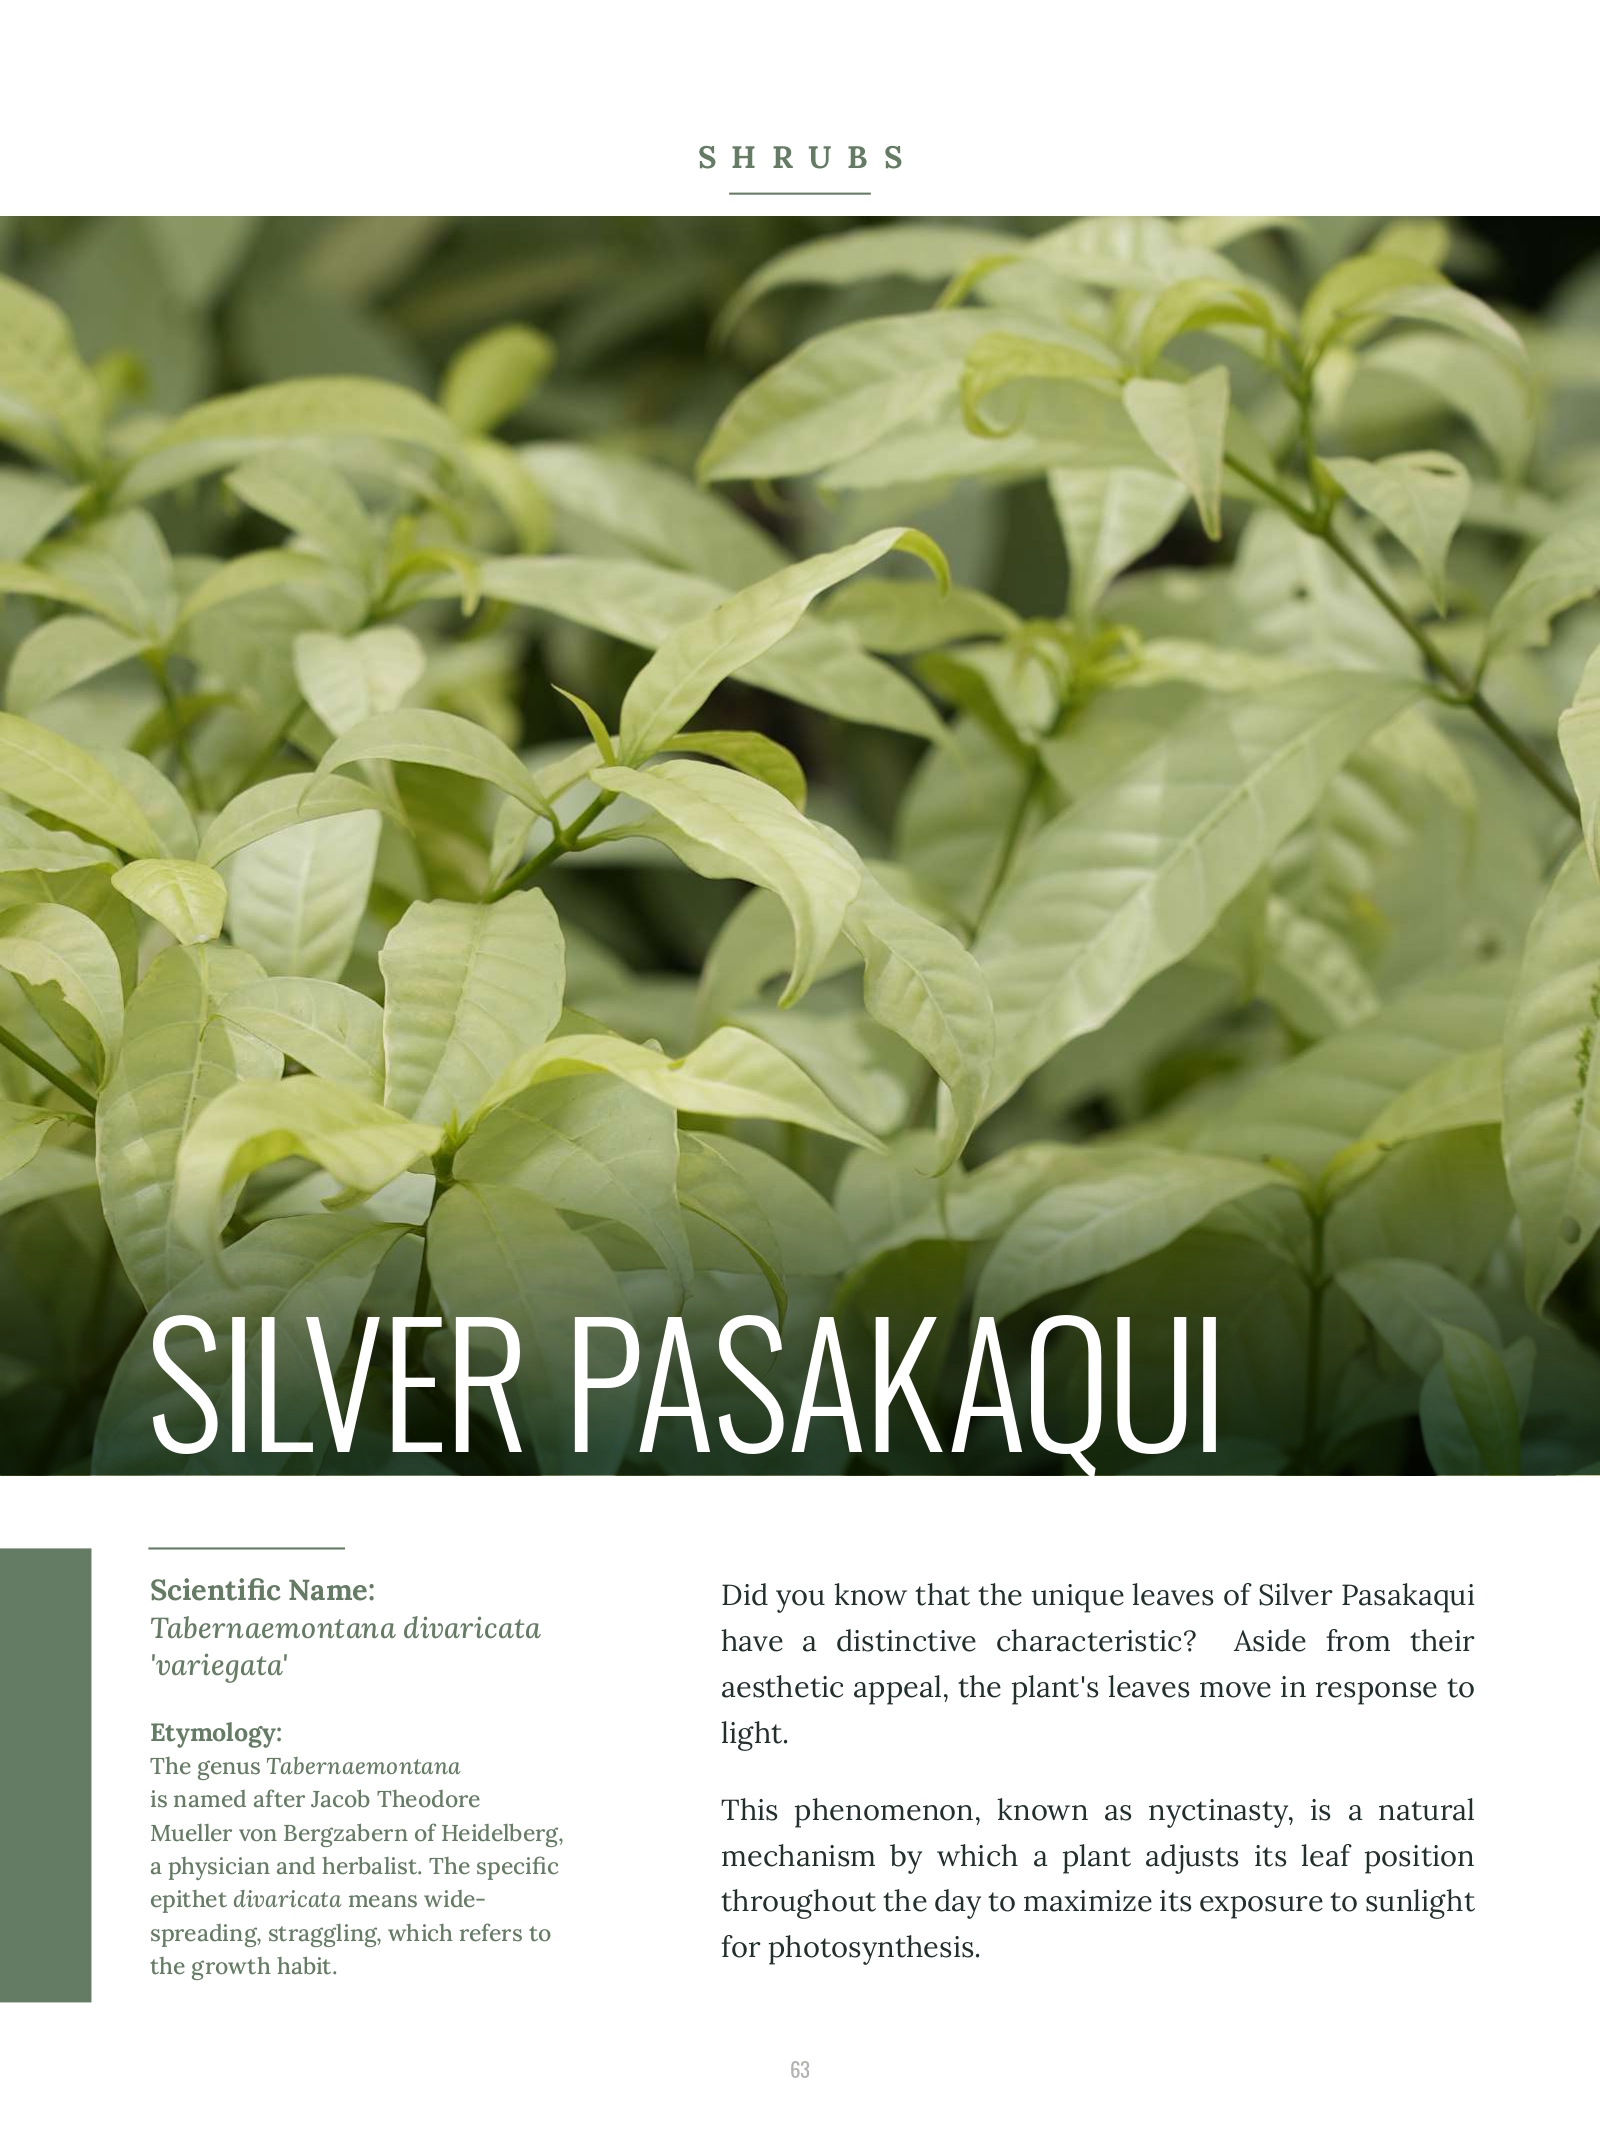 SHRUBS
SILVER PASAKAQUI
Scientific Name:
Tabernaemontana divaricata
'variegata'
Etymology:
The genus Tabernaemontana
is named after Jacob Theodore
Mueller von Bergzabern of Heidelberg,
a physician and herbalist. The specific
epithet divaricata means wide-
spreading, straggling, which refers to
the growth habit.
Did you know that the unique leaves of Silver Pasakaqui
have a distinctive characteristic? Aside from their
aesthetic appeal, the plant's leaves move in response to
light.
This phenomenon, known as nyctinasty, is a natural
mechanism by which a plant adjusts its leaf position
throughout the day to maximize its exposure to sunlight
for photosynthesis.
63